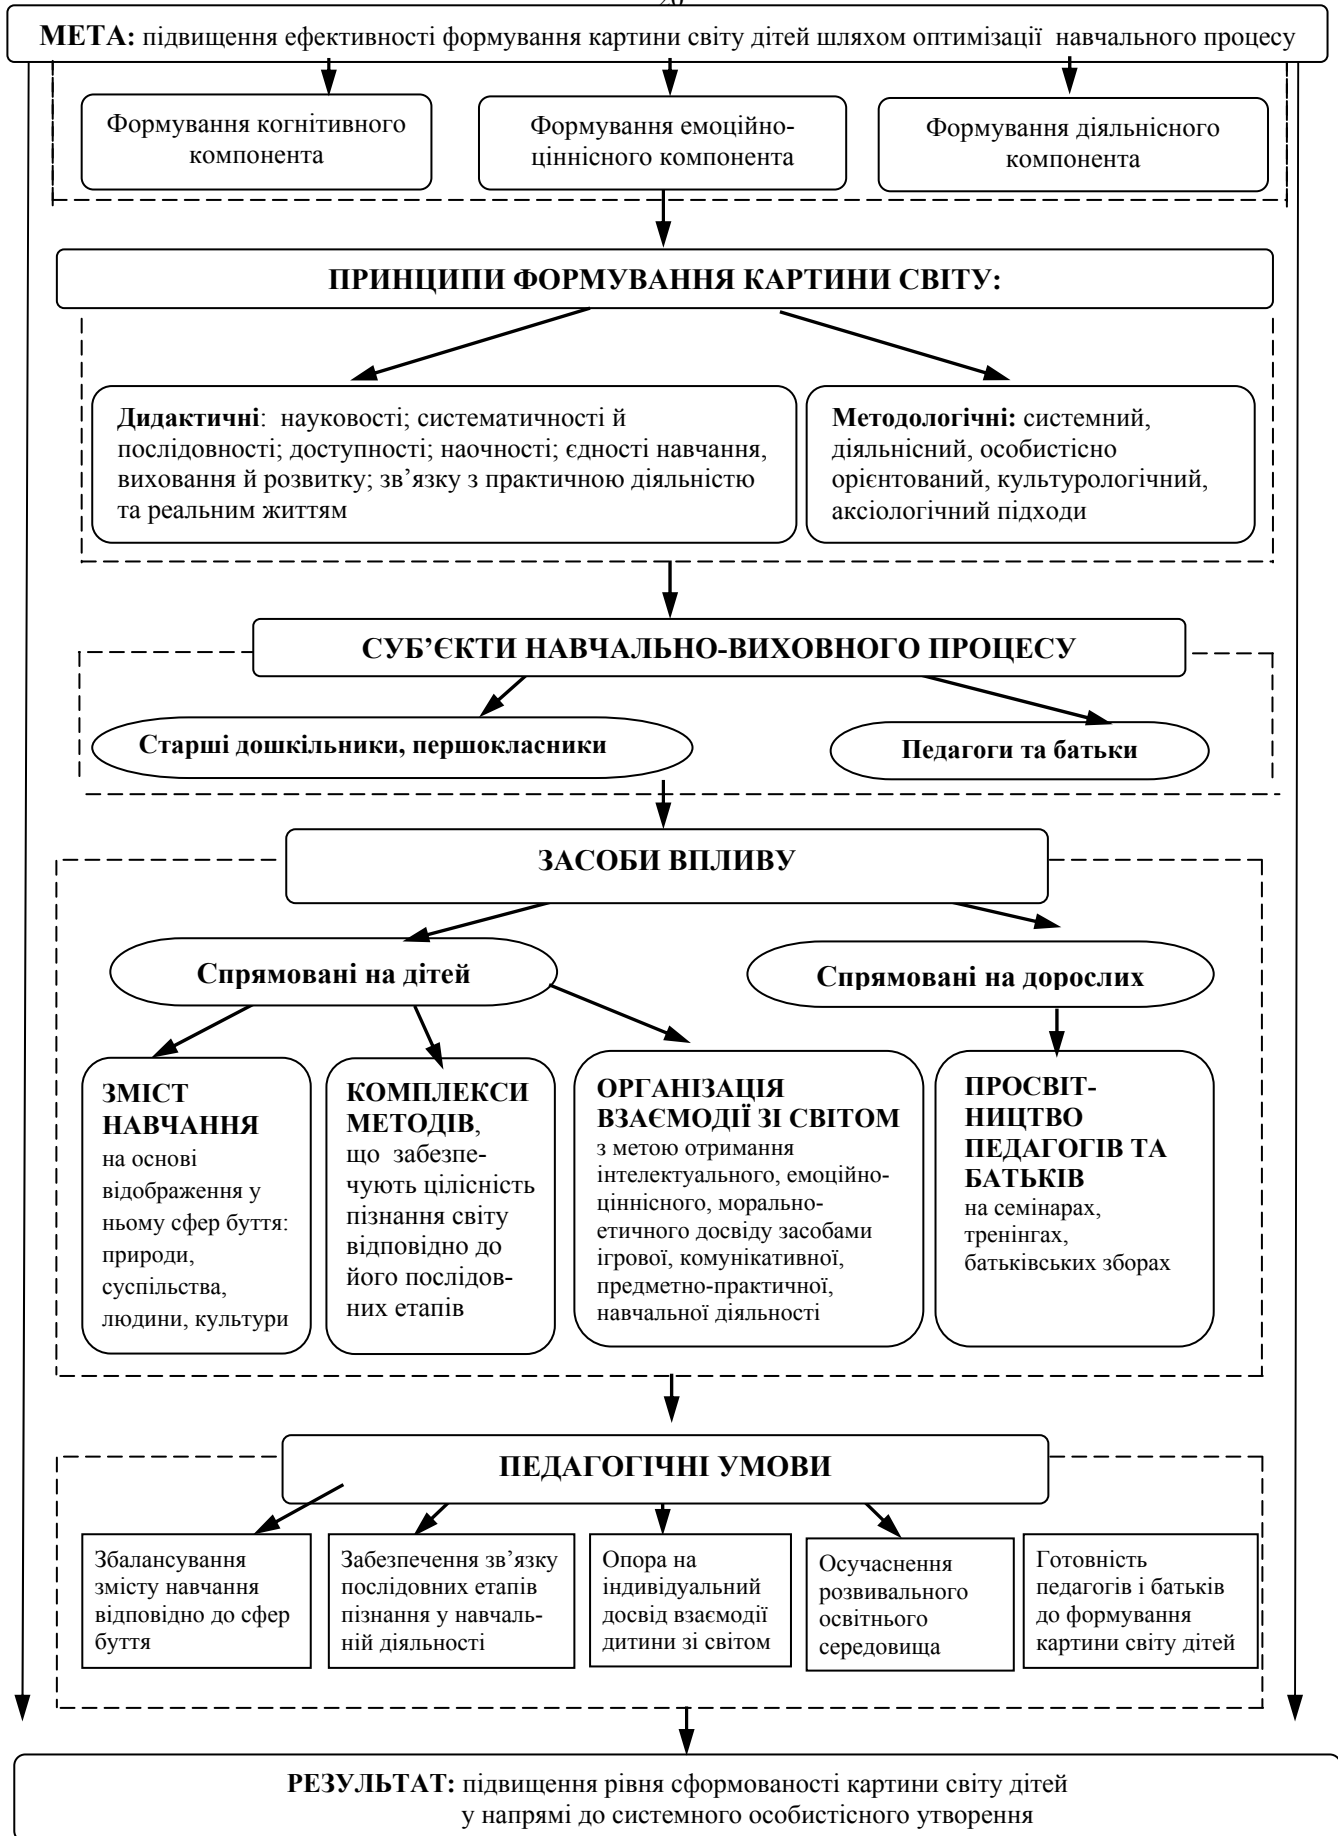 МЕТА: підвищення ефективності формування картини світу дітей шляхом оптимізації навчального процесу
Формування когнітивного
компонента
Формування емоційно-
ціннісного компонента
Формування діяльнісного
компонента
ПРИНЦИПИ ФОРМУВАННЯ КАРТИНИ СВІТУ:
Дидактичні: науковості; систематичності й
послідовності; доступності; наочності; єдності навчання,
виховання й розвитку; зв’язку з практичною діяльністю
та реальним життям
Методологічні: системний,
діяльнісний, особистісно
орієнтований, культурологічний,
аксіологічний підходи
СУБ’ЄКТИ НАВЧАЛЬНО-ВИХОВНОГО ПРОЦЕСУ
Старші дошкільники, першокласники
Педагоги та батьки
ЗАСОБИ ВПЛИВУ
Спрямовані на дітей
Спрямовані на дорослих
ЗМІСТ
НАВЧАННЯ
на основі
відображення у
ньому сфер буття:
природи,
суспільства,
людини, культури
КОМПЛЕКСИ
МЕТОДІВ,
що забезпе-
чують цілісність
пізнання світу
відповідно до
його послідов-
них етапів
ОРГАНІЗАЦІЯ
ВЗАЄМОДІЇ ЗІ СВІТОМ
з метою отримання
інтелектуального, емоційно-
ціннісного, морально-
етичного досвіду засобами
ігрової, комунікативної,
предметно-практичної,
навчальної діяльності
ПРОСВІТ-
НИЦТВО
ПЕДАГОГІВ ТА
БАТЬКІВ
на семінарах,
тренінгах,
батьківських зборах
ПЕДАГОГІЧНІ УМОВИ
Збалансування
змісту навчання
відповідно до сфер
буття
Забезпечення зв’язку
послідовних етапів
пізнання у навчаль-
ній діяльності
Опора на
індивідуальний
досвід взаємодії
дитини зі світом
Осучаснення
розвивального
освітнього
середовища
Готовність
педагогів і батьків
до формування
картини світу дітей
РЕЗУЛЬТАТ: підвищення рівня сформованості картини світу дітей
у напрямі до системного особистісного утворення